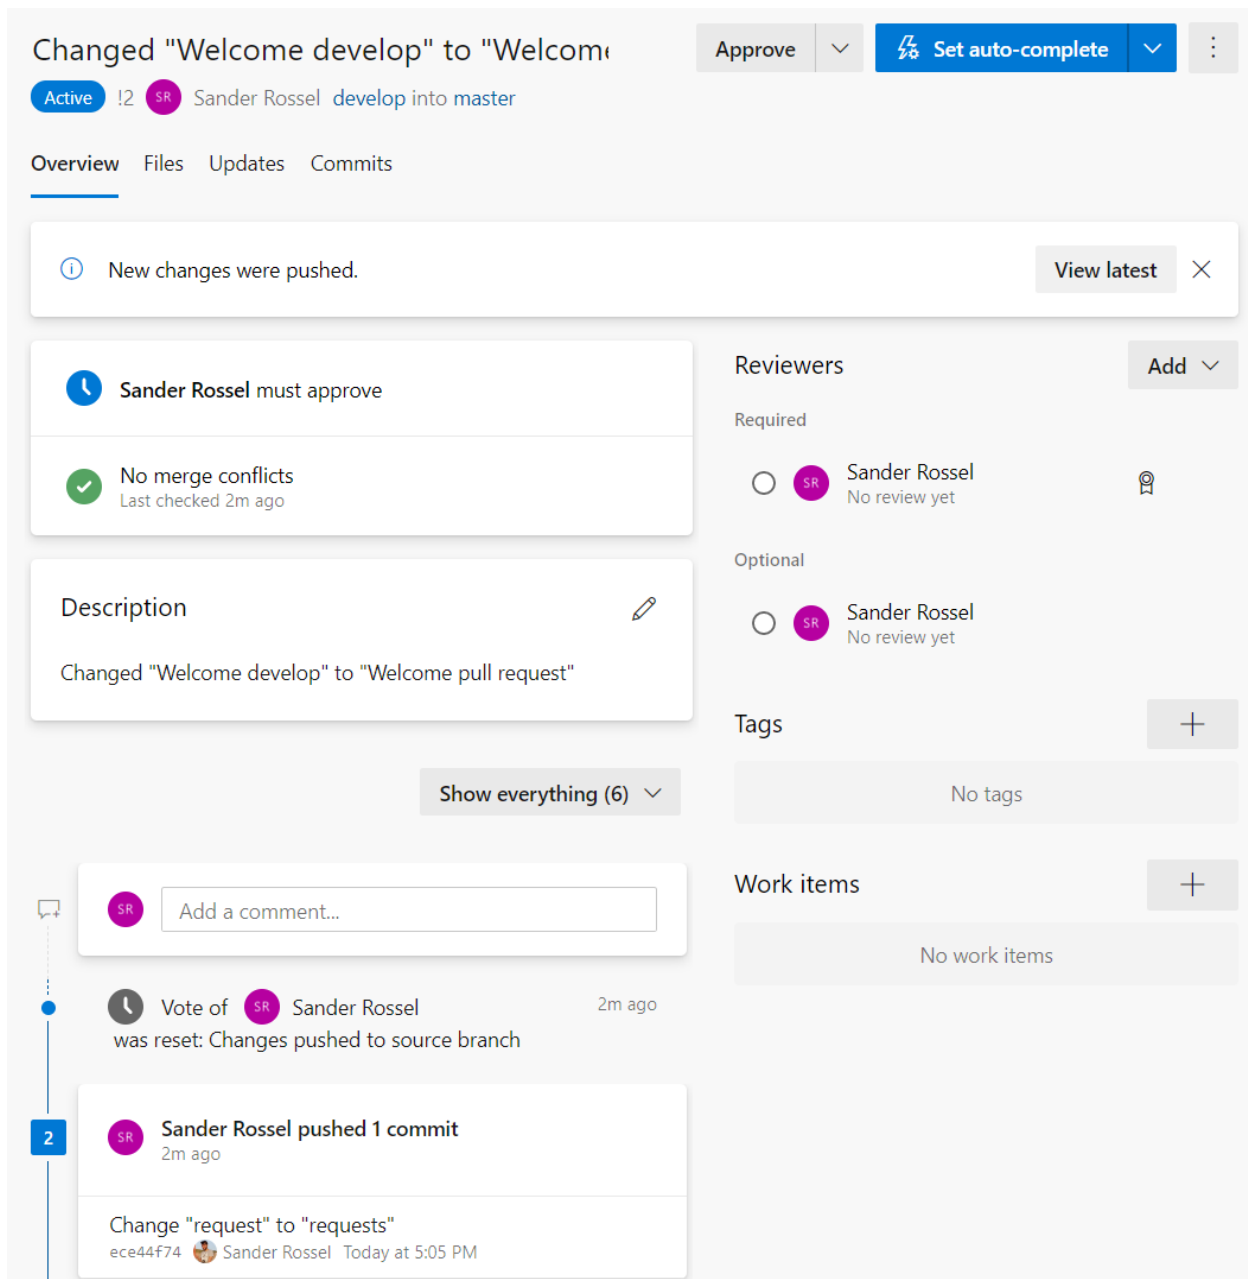 Changed "Welcome develop" to "Welcome
Approve
Set auto-complete
Active !2 SR Sander Rossel develop into master
Overview Files Updates Commits
New changes were pushed.
View latest
Sander Rossel must approve
No merge conflicts
Last checked 2m ago
Description
Changed "Welcome develop" to "Welcome pull request"
Show everything (6)
SR Add a comment...
Vote of SR Sander Rossel 2m ago
was reset: Changes pushed to source branch
2
SR Sander Rossel pushed 1 commit
2m ago
Change "request" to "requests"
ece44f74 Sander Rossel Today at 5:05 PM
Reviewers
Add
Required
SR Sander Rossel
No review yet
Optional
SR Sander Rossel
No review yet
Tags
No tags
Work items
No work items